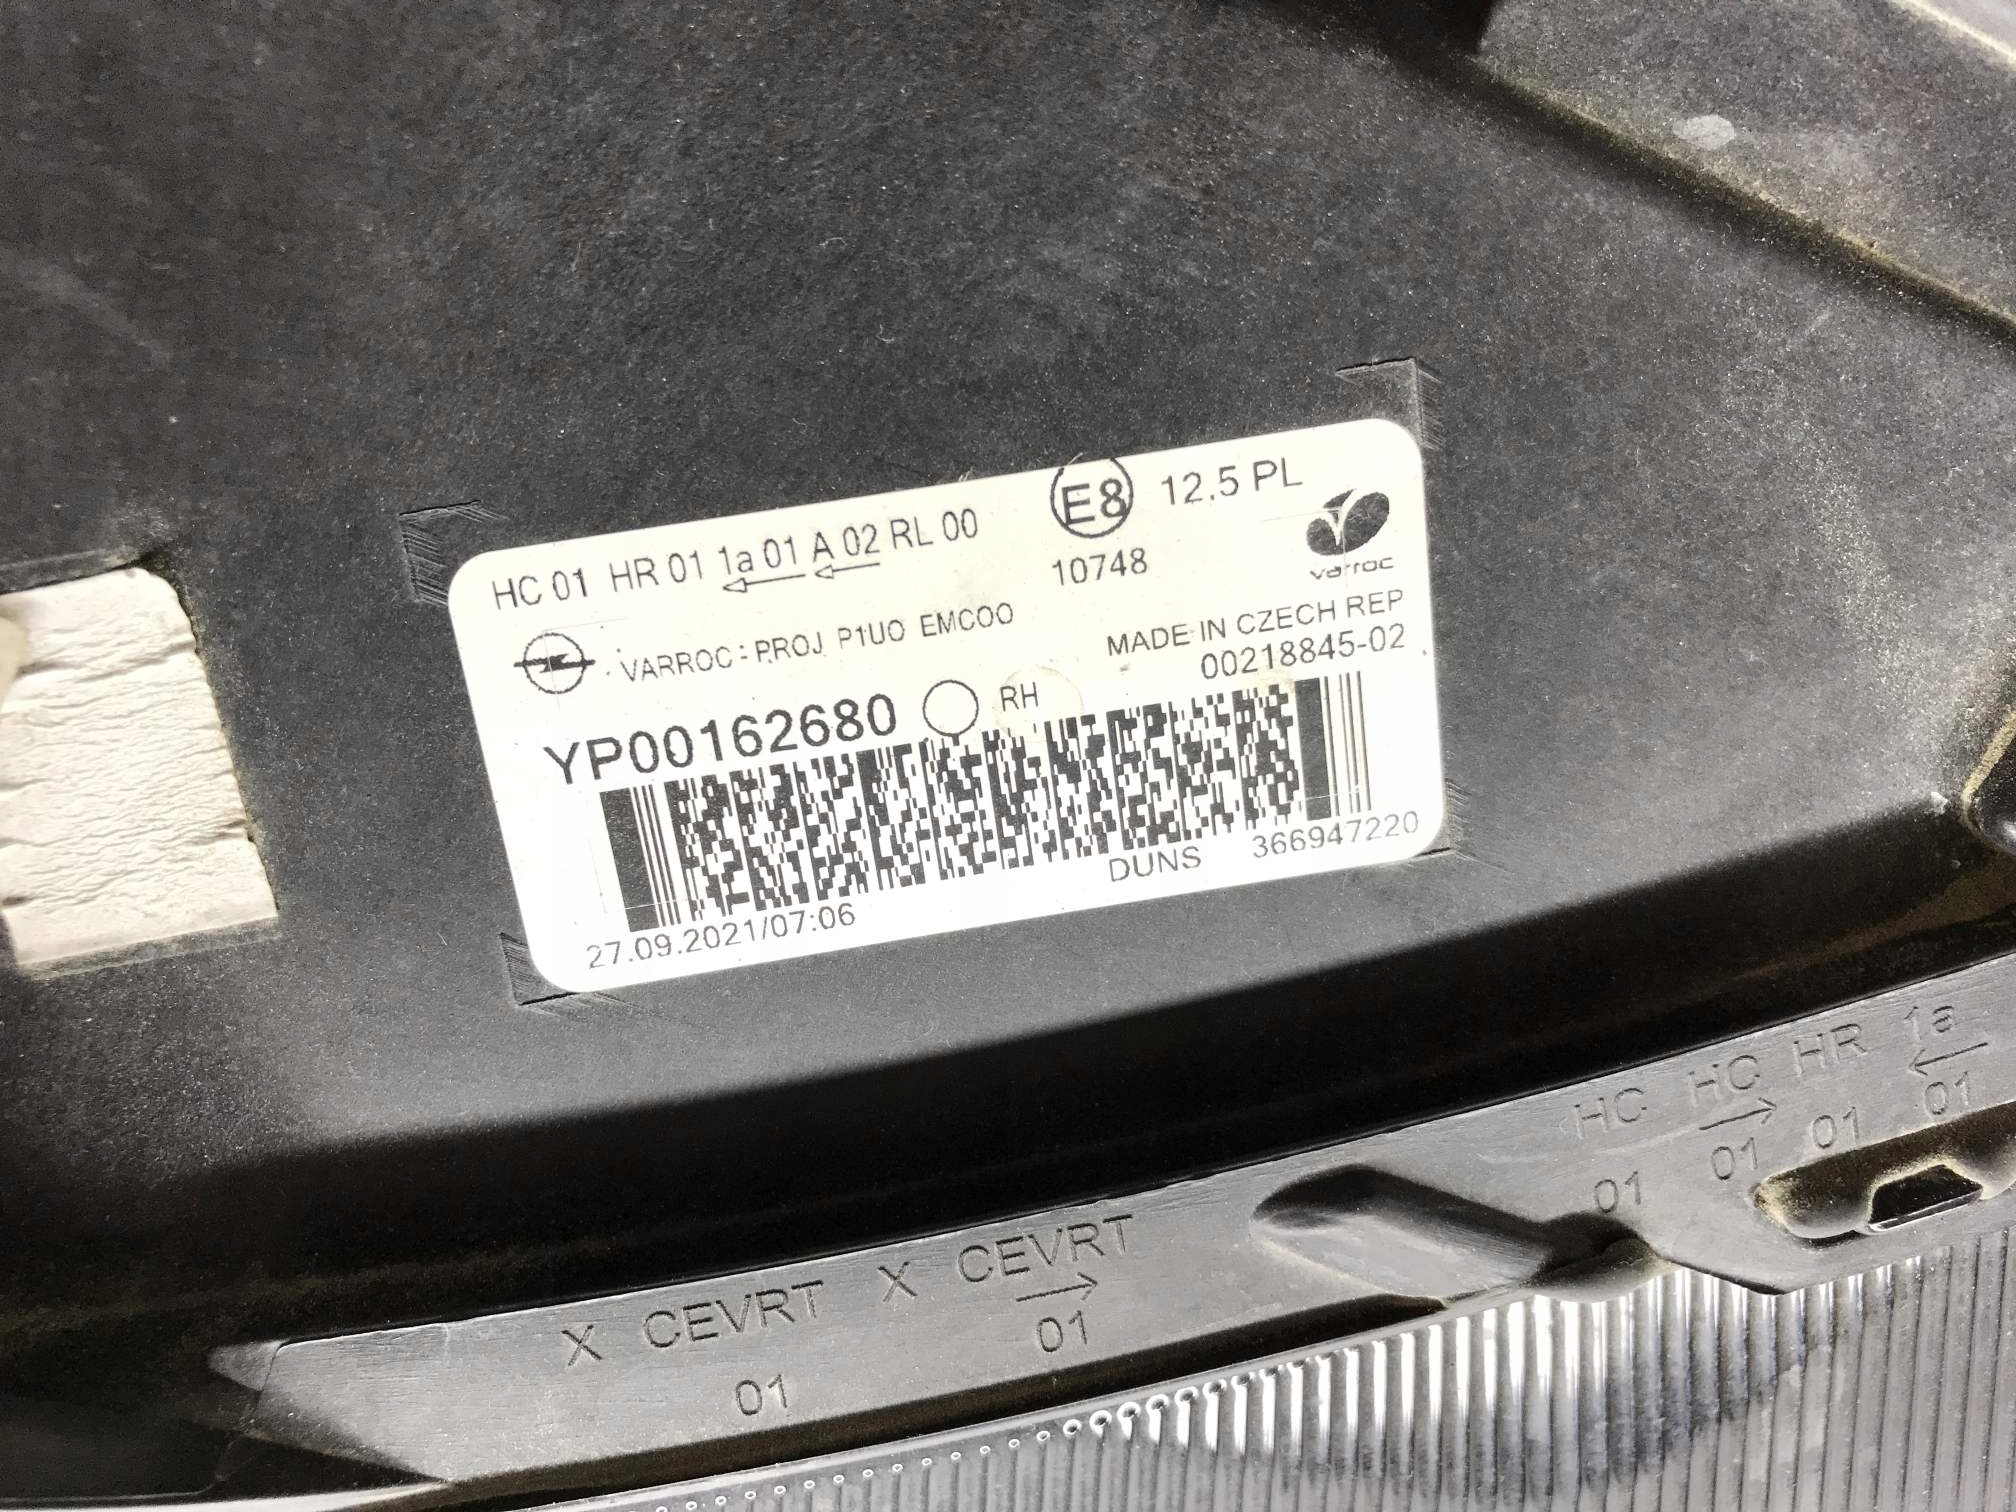 HC 01 HR 01 1a 01 A 02 RL 00
E8 12.5 PL
10748
varroc
VARROC: PROJ P1UO EMCOO
MADE IN CZECH REP
00218845-02
YP00162680 RH
DUNS 366947220
27.09.2021/07:06
HC HC HR 1a
01 01 01 01
X CEVRT X CEVRT
01 01